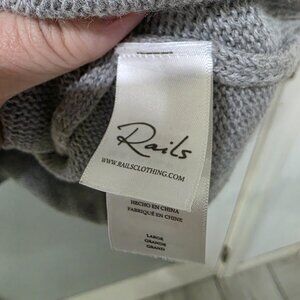 Rails
WWW.RAILSCLOTHING.COM
HECHO EN CHINA
FABRIQUÉ EN CHINE
LARGE
GRANDE
GRAND